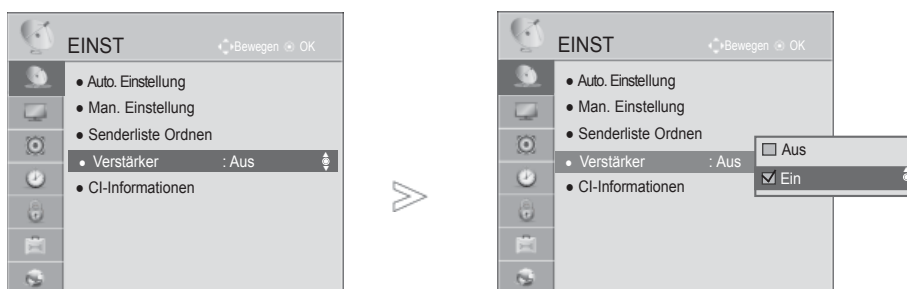 EINST
Bewegen OK
● Auto. Einstellung
● Man. Einstellung
● Senderliste Ordnen
● Verstärker : Aus
● CI-Informationen
EINST
Bewegen OK
● Auto. Einstellung
● Man. Einstellung
● Senderliste Ordnen
● Verstärker : Aus
● CI-Informationen
Aus
Ein